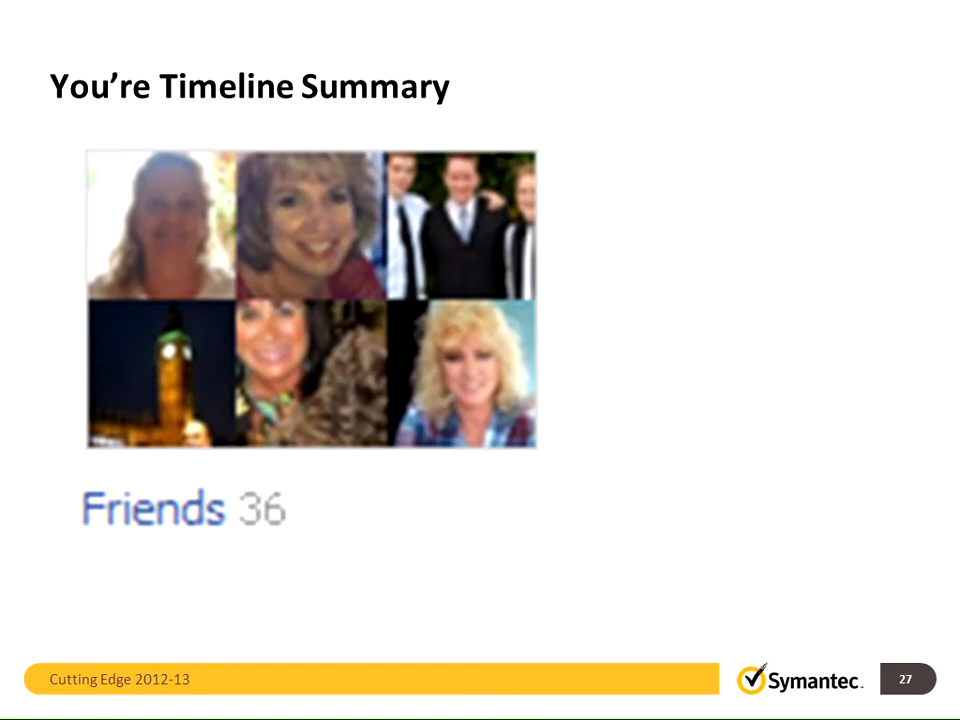 You’re Timeline Summary
Friends 36
Cutting Edge 2012-13
Symantec.
27